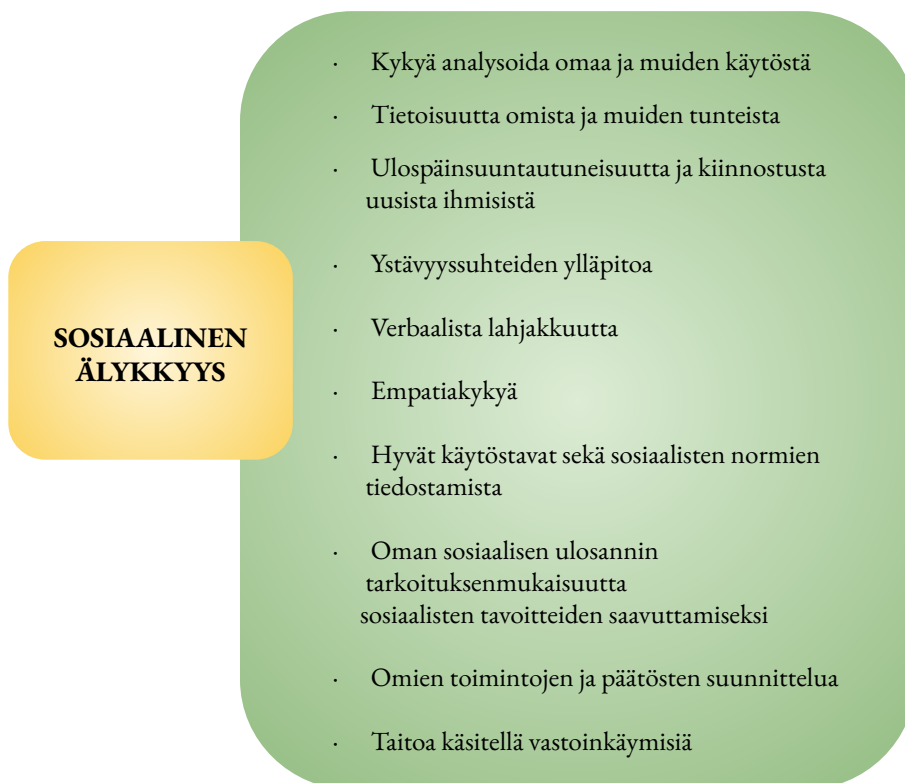 SOSIAALINEN
ÄLYKKYYS
· Kykyä analysoida omaa ja muiden käytöstä
· Tietoisuutta omista ja muiden tunteista
· Ulospäinsuuntautuneisuutta ja kiinnostusta
uusista ihmisistä
· Ystävyyssuhteiden ylläpitoa
· Verbaalista lahjakkuutta
· Empatiakykyä
· Hyvät käytöstavat sekä sosiaalisten normien
tiedostamista
· Oman sosiaalisen ulosannin
tarkoituksenmukaisuutta
sosiaalisten tavoitteiden saavuttamiseksi
· Omien toimintojen ja päätösten suunnittelua
· Taitoa käsitellä vastoinkäymisiä